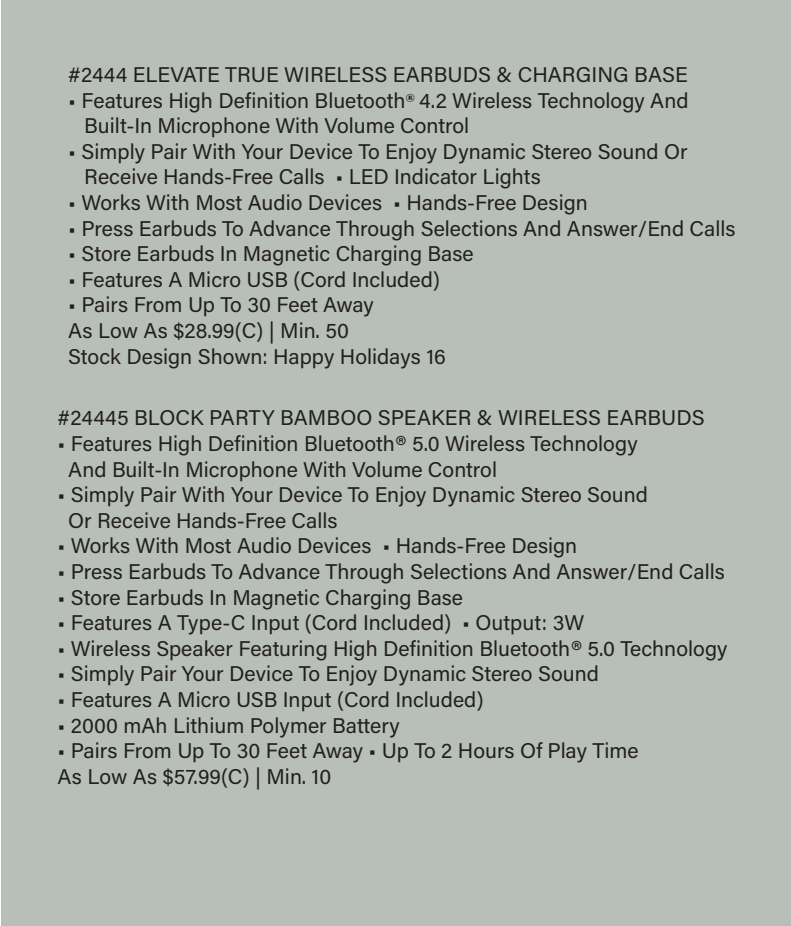 #2444 ELEVATE TRUE WIRELESS EARBUDS & CHARGING BASE
▪ Features High Definition Bluetooth® 4.2 Wireless Technology And
Built-In Microphone With Volume Control
▪ Simply Pair With Your Device To Enjoy Dynamic Stereo Sound Or
Receive Hands-Free Calls ▪ LED Indicator Lights
▪ Works With Most Audio Devices ▪ Hands-Free Design
▪ Press Earbuds To Advance Through Selections And Answer/End Calls
▪ Store Earbuds In Magnetic Charging Base
▪ Features A Micro USB (Cord Included)
▪ Pairs From Up To 30 Feet Away
As Low As $28.99(C) | Min. 50
Stock Design Shown: Happy Holidays 16
#24445 BLOCK PARTY BAMBOO SPEAKER & WIRELESS EARBUDS
▪ Features High Definition Bluetooth® 5.0 Wireless Technology
And Built-In Microphone With Volume Control
▪ Simply Pair With Your Device To Enjoy Dynamic Stereo Sound
Or Receive Hands-Free Calls
▪ Works With Most Audio Devices ▪ Hands-Free Design
▪ Press Earbuds To Advance Through Selections And Answer/End Calls
▪ Store Earbuds In Magnetic Charging Base
▪ Features A Type-C Input (Cord Included) ▪ Output: 3W
▪ Wireless Speaker Featuring High Definition Bluetooth® 5.0 Technology
▪ Simply Pair Your Device To Enjoy Dynamic Stereo Sound
▪ Features A Micro USB Input (Cord Included)
▪ 2000 mAh Lithium Polymer Battery
▪ Pairs From Up To 30 Feet Away ▪ Up To 2 Hours Of Play Time
As Low As $57.99(C) | Min. 10